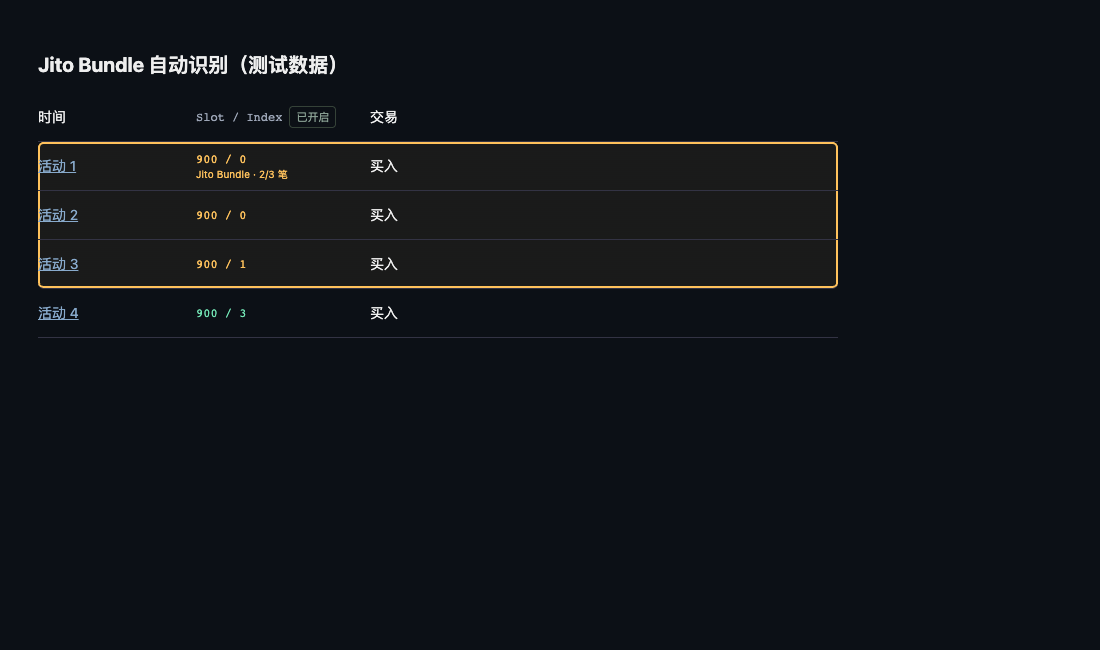 Jito Bundle 自动识别（测试数据）
时间 Slot / Index 已开启 交易
活动 1 900 / 0 买入
Jito Bundle · 2/3 笔
活动 2 900 / 0 买入
活动 3 900 / 1 买入
活动 4 900 / 3 买入